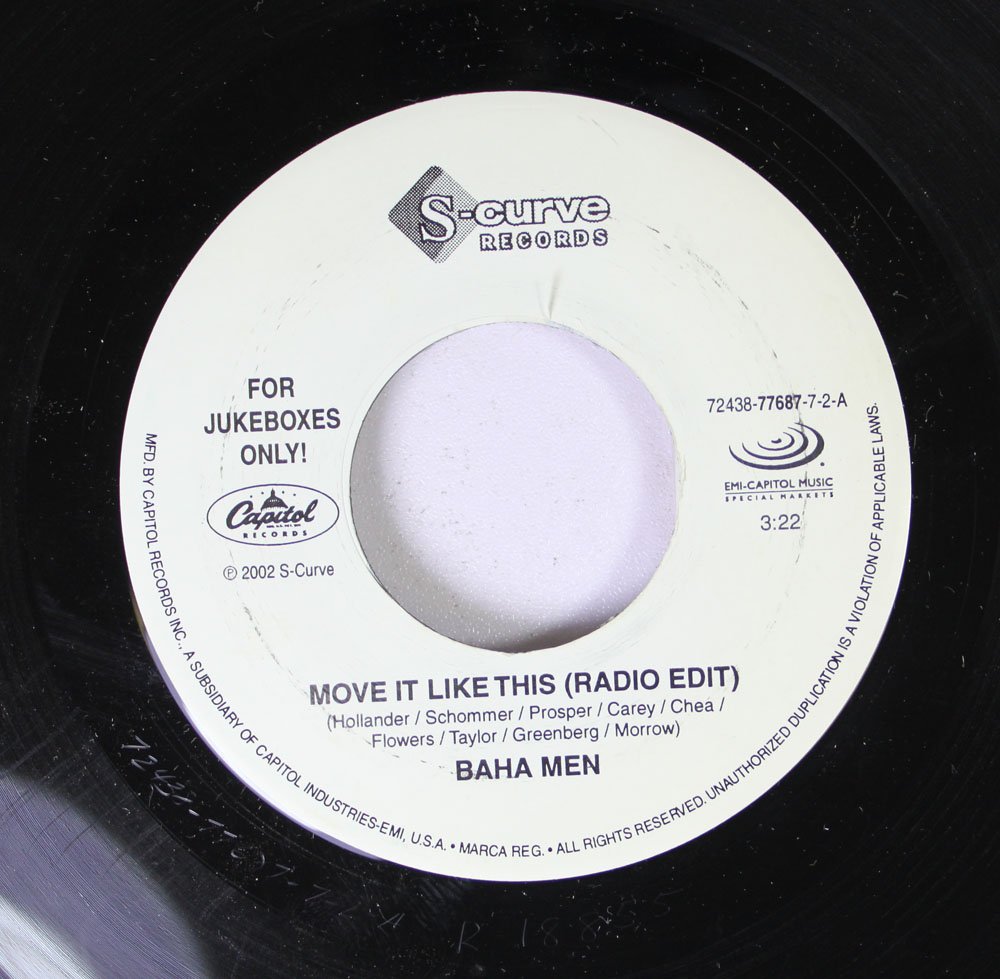 S-curve
RECORDS
FOR
JUKEBOXES
ONLY!
Capitol
RECORDS
℗ 2002 S-Curve
72438-77687-7-2-A
EMI-CAPITOL MUSIC
SPECIAL MARKETS
3:22
MOVE IT LIKE THIS (RADIO EDIT)
(Hollander / Schommer / Prosper / Carey / Chea /
Flowers / Taylor / Greenberg / Morrow)
BAHA MEN
MFD. BY CAPITOL RECORDS INC., A SUBSIDIARY OF CAPITOL INDUSTRIES-EMI, U.S.A. • MARCA REG. • ALL RIGHTS RESERVED. UNAUTHORIZED DUPLICATION IS A VIOLATION OF APPLICABLE LAWS.